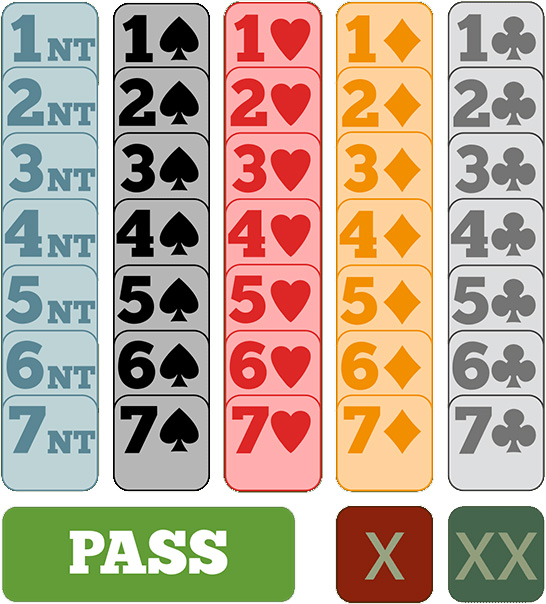 1NT 1♠ 1♥ 1♦ 1♣
2NT 2♠ 2♥ 2♦ 2♣
3NT 3♠ 3♥ 3♦ 3♣
4NT 4♠ 4♥ 4♦ 4♣
5NT 5♠ 5♥ 5♦ 5♣
6NT 6♠ 6♥ 6♦ 6♣
7NT 7♠ 7♥ 7♦ 7♣
PASS X XX